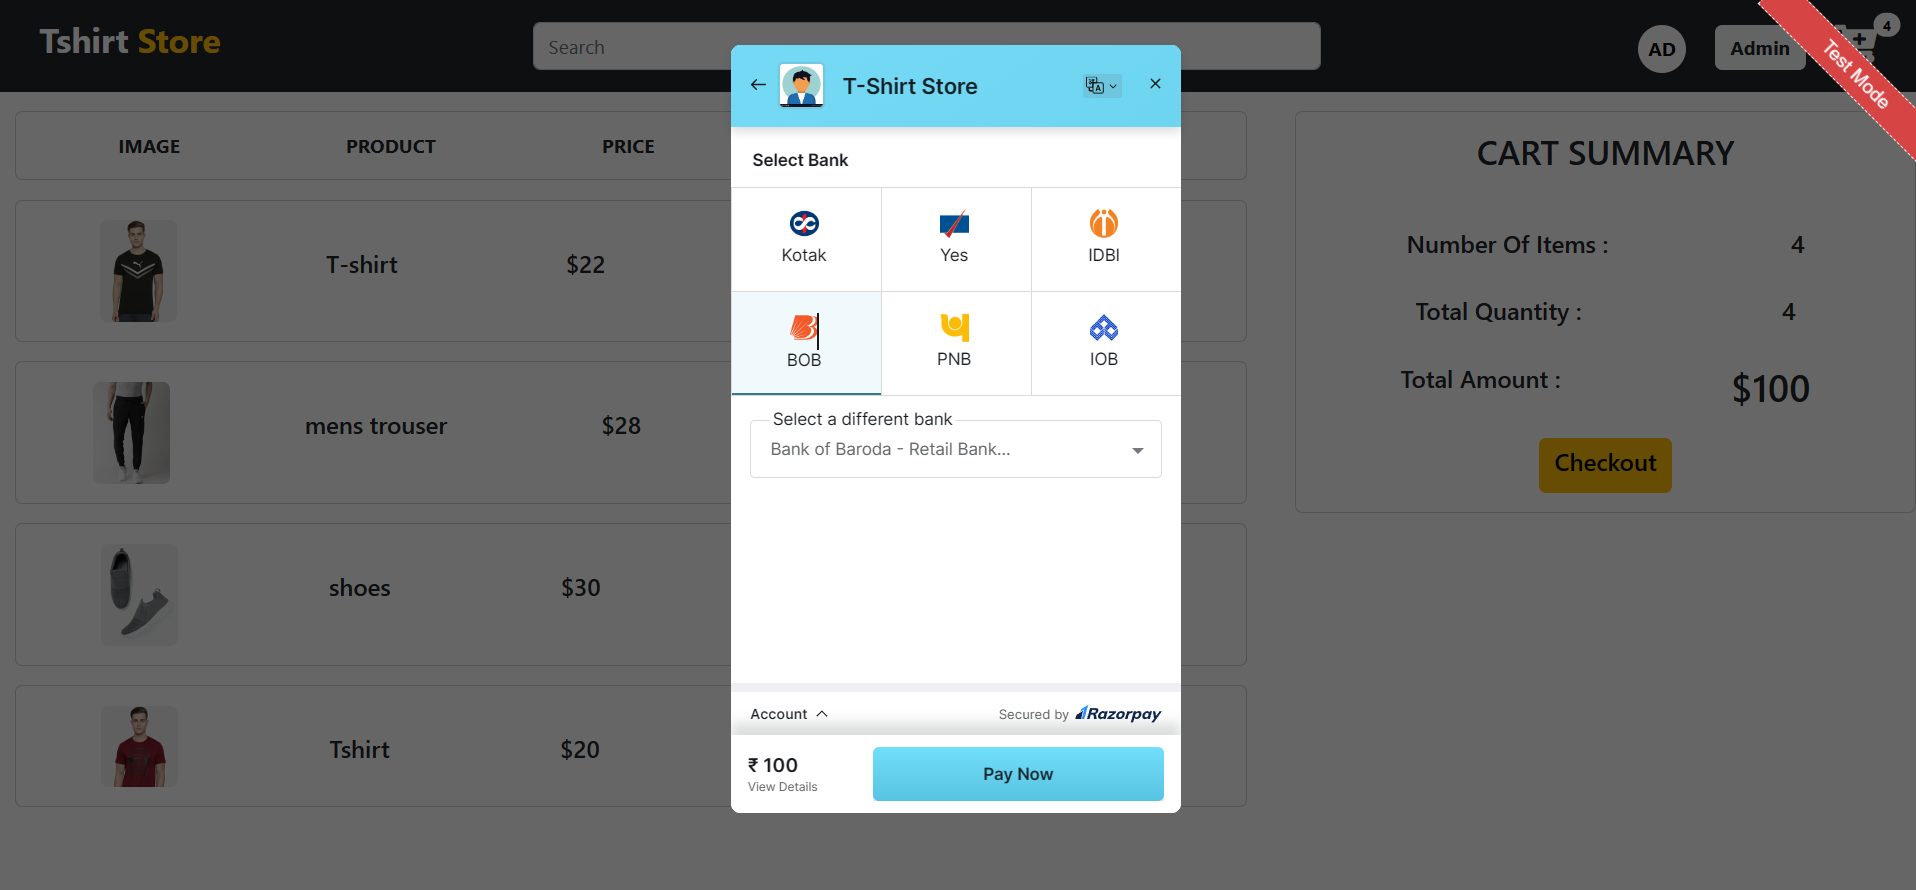 Tshirt Store
Search
AD
Admin
4
Test Mode
T-Shirt Store
Select Bank
Kotak
Yes
IDBI
BOB
PNB
IOB
Select a different bank
Bank of Baroda - Retail Bank...
Account
Secured by Razorpay
₹ 100
View Details
Pay Now
IMAGE PRODUCT PRICE
T-shirt $22
mens trouser $28
shoes $30
Tshirt $20
CART SUMMARY
Number Of Items : 4
Total Quantity : 4
Total Amount : $100
Checkout